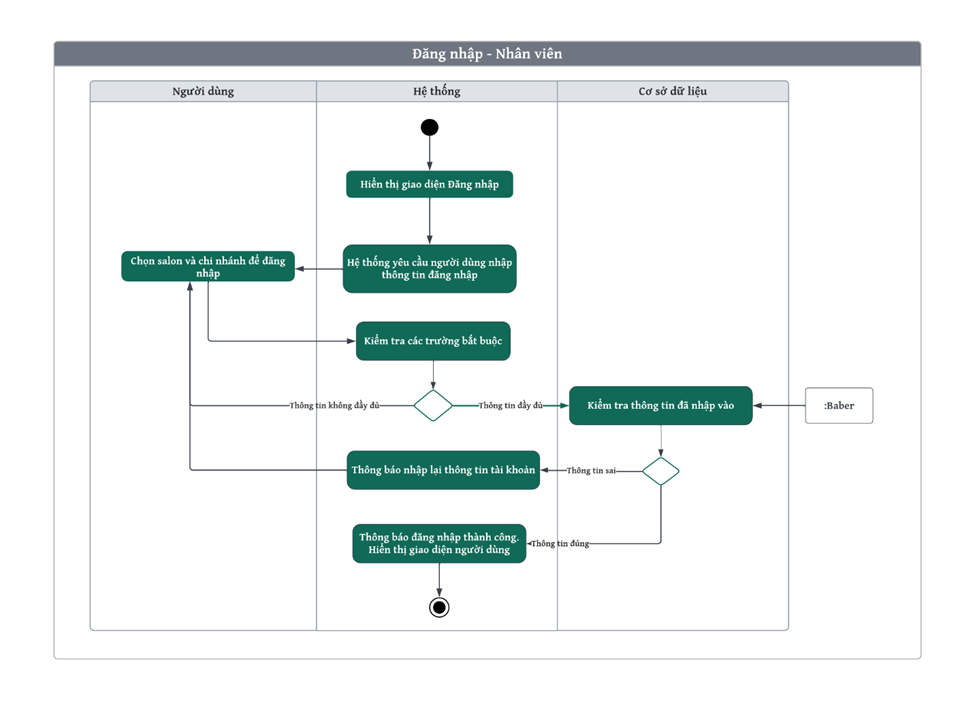 Đăng nhập - Nhân viên
Người dùng
Hệ thống
Cơ sở dữ liệu
Hiển thị giao diện Đăng nhập
Hệ thống yêu cầu người dùng nhập
thông tin đăng nhập
Chọn salon và chi nhánh để đăng
nhập
Kiểm tra các trường bắt buộc
Thông tin không đầy đủ
Thông tin đầy đủ
Kiểm tra thông tin đã nhập vào
:Baber
Thông báo nhập lại thông tin tài khoản
Thông tin sai
Thông báo đăng nhập thành công.
Hiển thị giao diện người dùng
Thông tin đúng